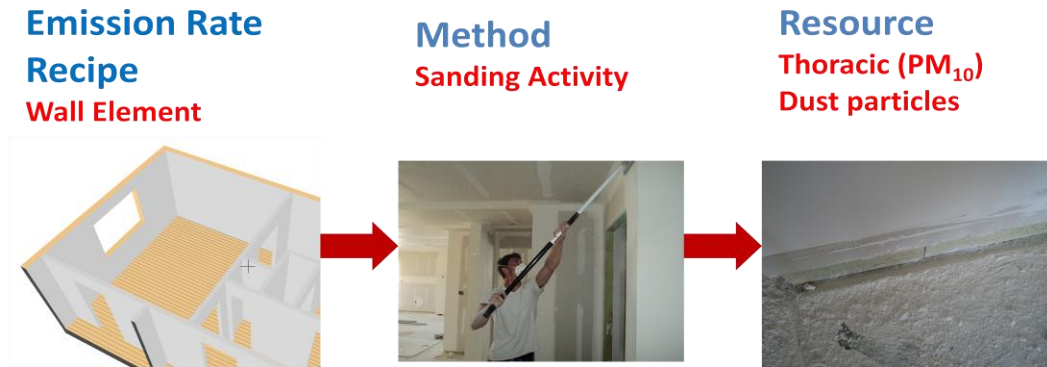 Emission Rate
Recipe
Wall Element
Method
Sanding Activity
Resource
Thoracic (PM₁₀)
Dust particles